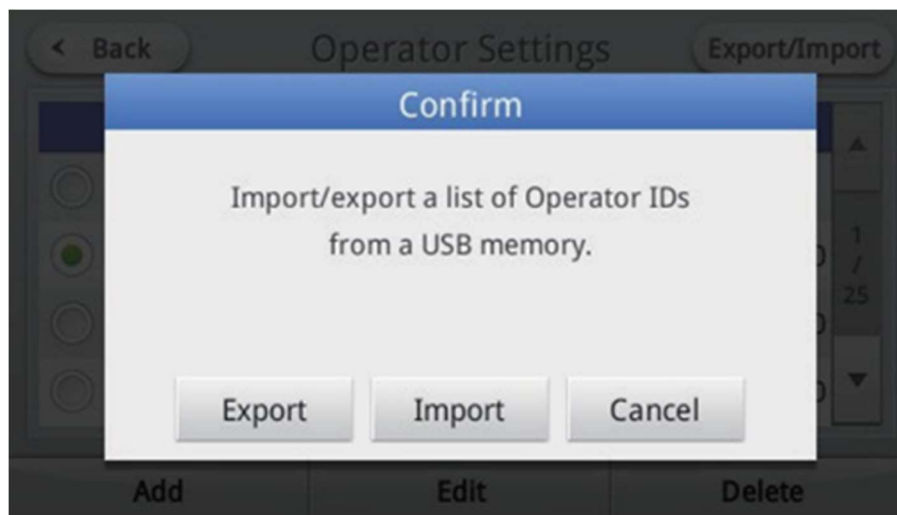 Back
Operator Settings
Export/Import
Confirm
Import/export a list of Operator IDs
from a USB memory.
1
/
25
Export
Import
Cancel
Add
Edit
Delete